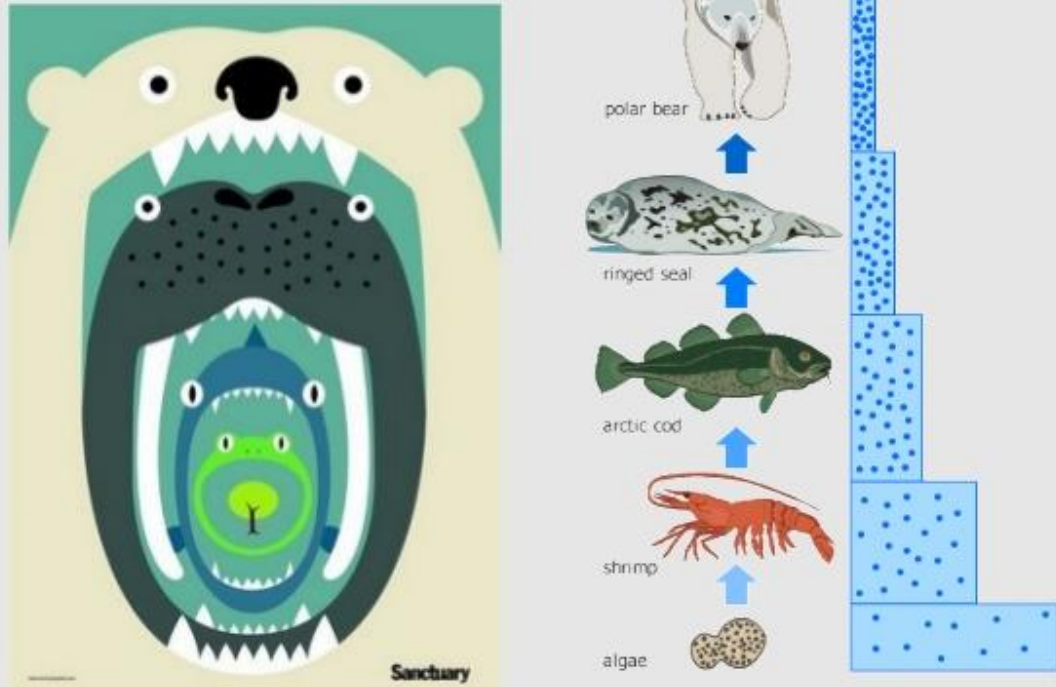 Sanctuary
polar bear
ringed seal
arctic cod
shrimp
algae